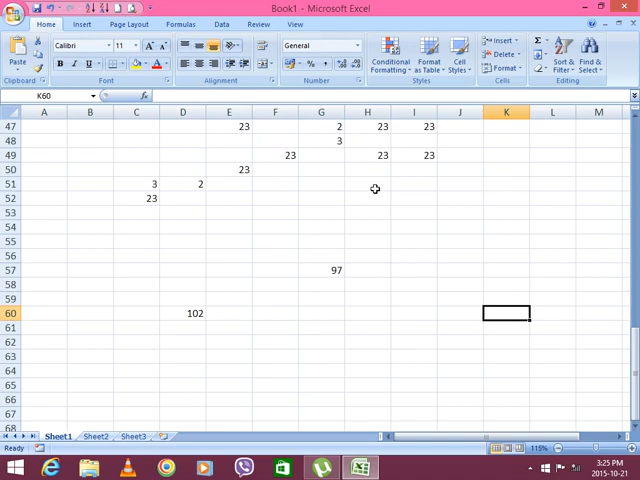 Book1 - Microsoft Excel
Home Insert Page Layout Formulas Data Review View
Paste
Calibri 11 A A General Conditional Formatting Format as Table Cell Styles Insert Delete Format Sort & Filter Find & Select
B I U A $ % , Σ
Clipboard Font Alignment Number Styles Cells Editing
K60 fx
A B C D E F G H I J K L M
47 23 2 23 23
48 3
49 23 23 23
50 23
51 3 2
52 23
53
54
55
56
57 97
58
59
60 102
61
62
63
64
65
66
67
68
Sheet1 Sheet2 Sheet3
Ready 115%
3:25 PM
2015-10-21